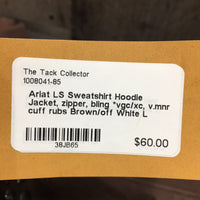 The Tack Collector
1008041-85
Ariat LS Sweatshirt Hoodie
Jacket, zipper, bling *vgc/xc, v.mnr
cuff rubs Brown/off White L
38JB65
$60.00